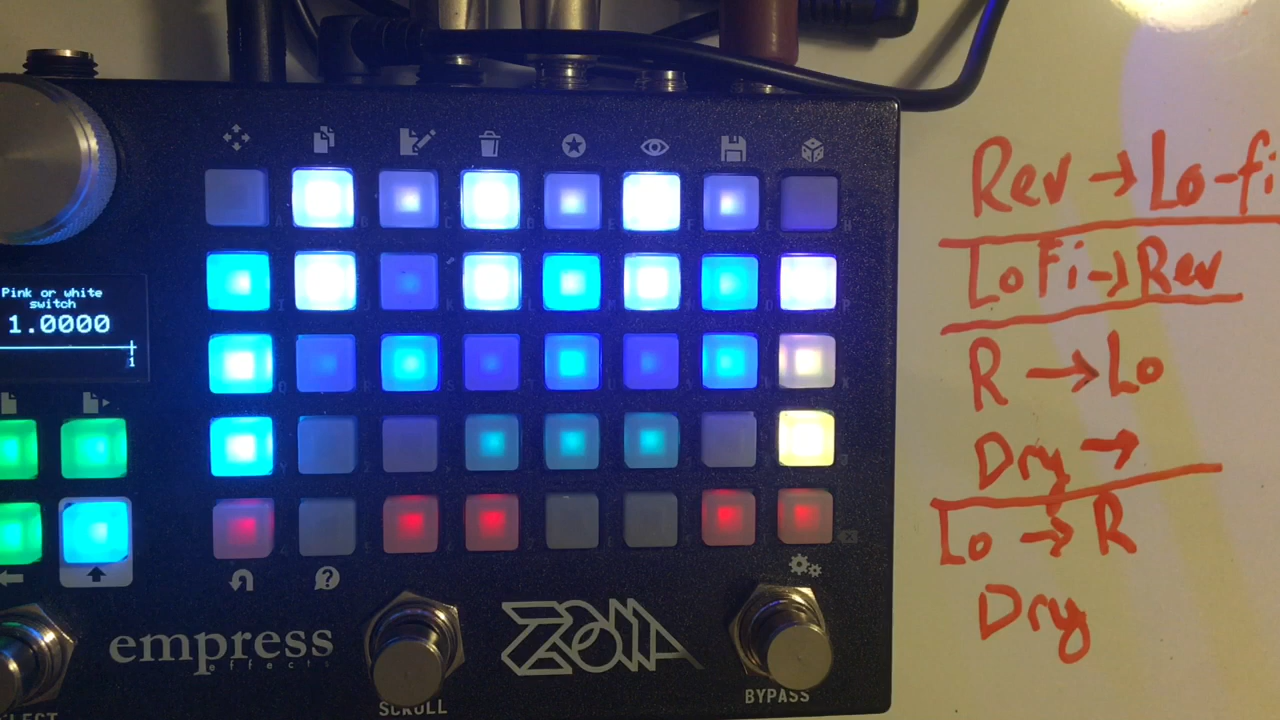 Rev → Lo-fi
LoFi → Rev
R → Lo
Dry →
Lo → R
Dry
Pink or white
switch
1.0000
1
empress
effects
ZOIA
SCROLL
BYPASS